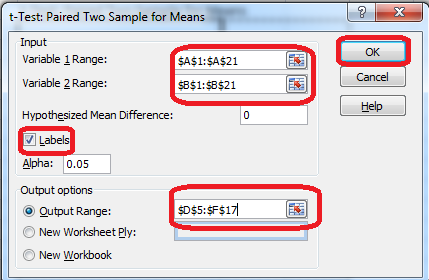 t-Test: Paired Two Sample for Means
Input
Variable 1 Range: $A$1:$A$21
Variable 2 Range: $B$1:$B$21
Hypothesized Mean Difference: 0
Labels
Alpha: 0.05
Output options
Output Range: $D$5:$F$17
New Worksheet Ply:
New Workbook
OK
Cancel
Help